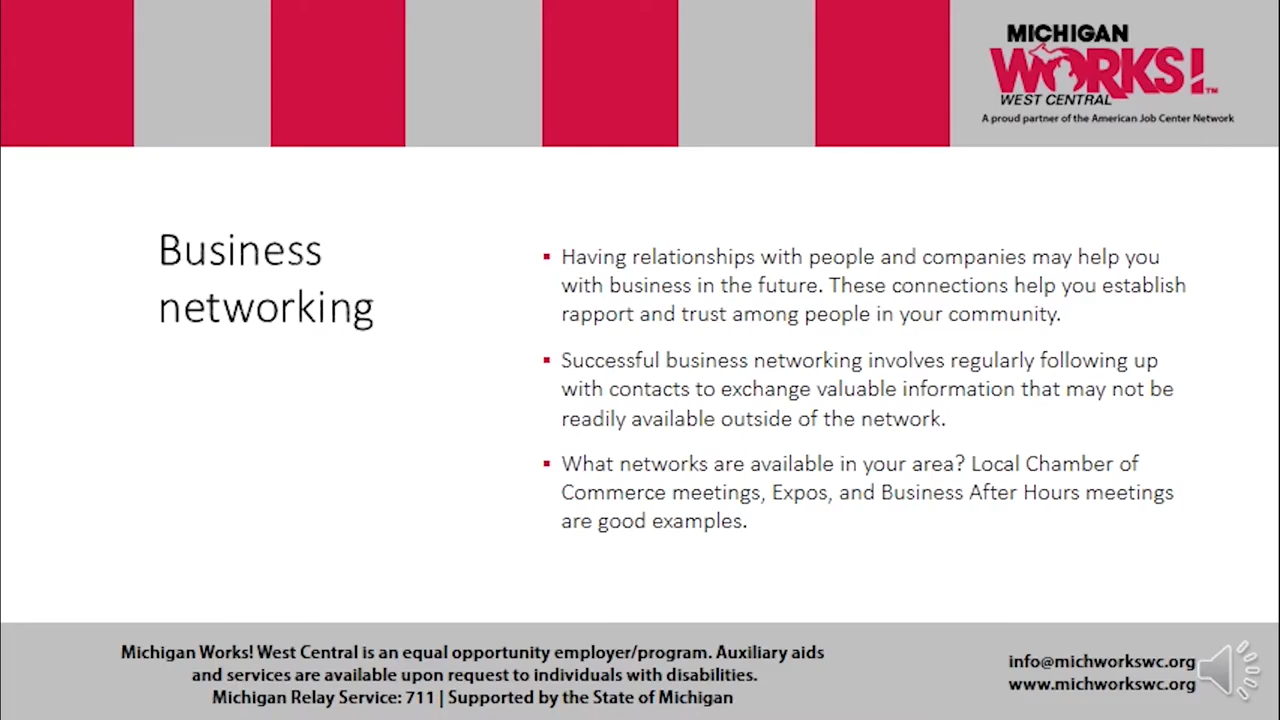 MICHIGAN
WORKS!™
WEST CENTRAL
A proud partner of the American Job Center Network
Business
networking
▪ Having relationships with people and companies may help you
with business in the future. These connections help you establish
rapport and trust among people in your community.
▪ Successful business networking involves regularly following up
with contacts to exchange valuable information that may not be
readily available outside of the network.
▪ What networks are available in your area? Local Chamber of
Commerce meetings, Expos, and Business After Hours meetings
are good examples.
Michigan Works! West Central is an equal opportunity employer/program. Auxiliary aids
and services are available upon request to individuals with disabilities.
Michigan Relay Service: 711 | Supported by the State of Michigan
info@michworkswc.org
www.michworkswc.org